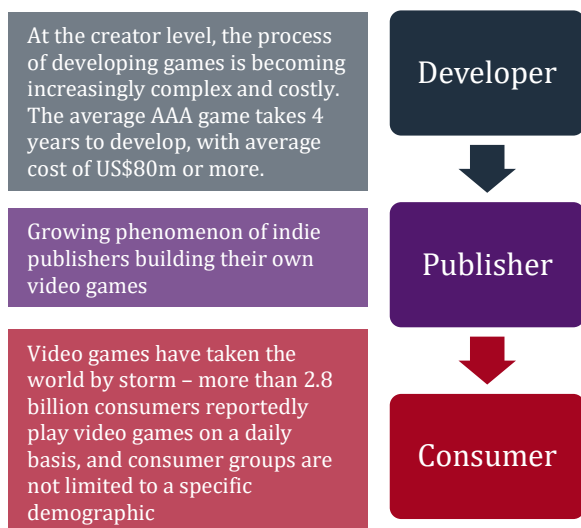 At the creator level, the process
of developing games is becoming
increasingly complex and costly.
The average AAA game takes 4
years to develop, with average
cost of US$80m or more.
Developer
Growing phenomenon of indie
publishers building their own
video games
Publisher
Video games have taken the
world by storm – more than 2.8
billion consumers reportedly
play video games on a daily
basis, and consumer groups are
not limited to a specific
demographic
Consumer